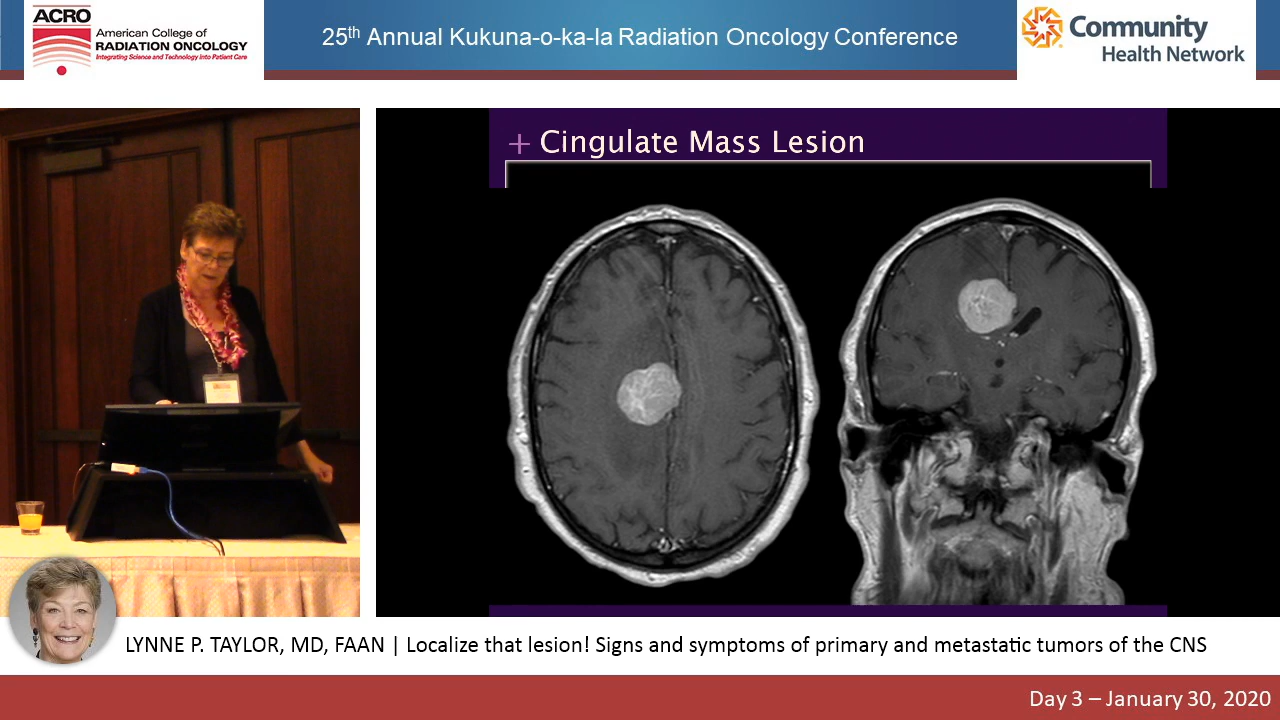 ACRO
American College of
RADIATION ONCOLOGY
Integrating Science and Technology Into Patient Care
25th Annual Kukuna-o-ka-la Radiation Oncology Conference
Community
Health Network
+ Cingulate Mass Lesion
LYNNE P. TAYLOR, MD, FAAN | Localize that lesion! Signs and symptoms of primary and metastatic tumors of the CNS
Day 3 – January 30, 2020